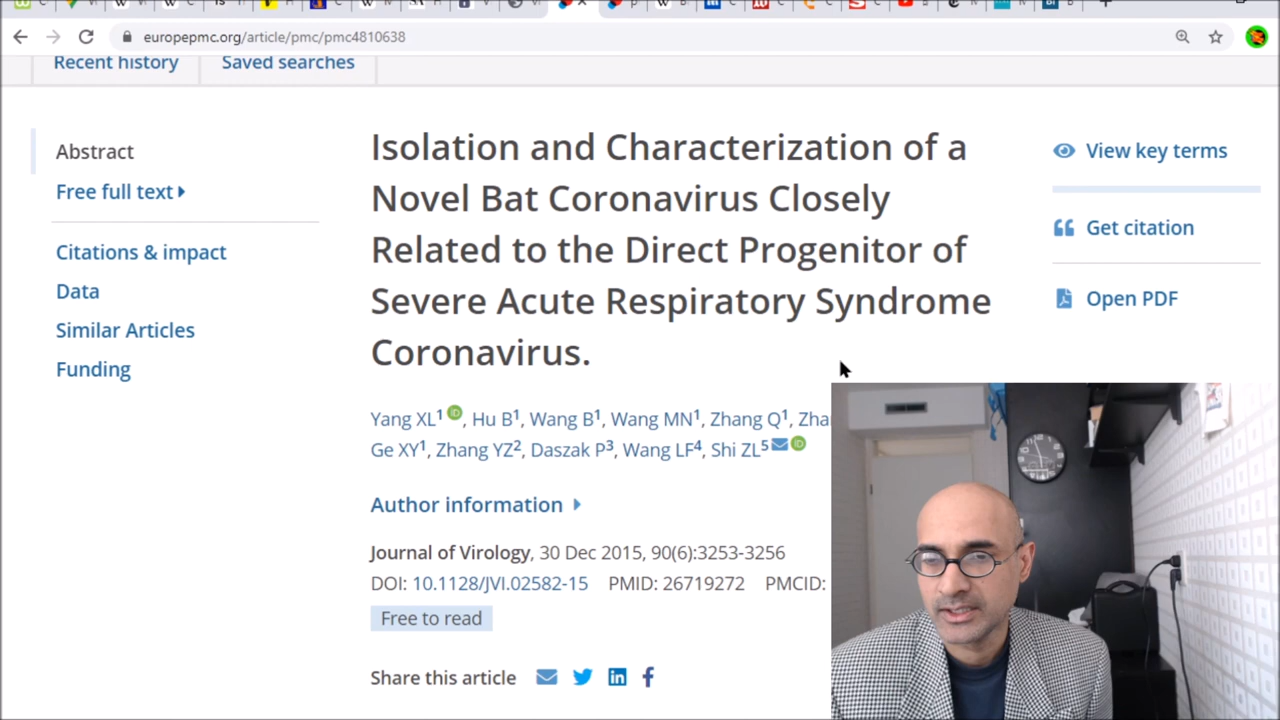 europepmc.org/article/pmc/pmc4810638
Recent history
Saved searches
Abstract
Free full text
Citations & impact
Data
Similar Articles
Funding
Isolation and Characterization of a
Novel Bat Coronavirus Closely
Related to the Direct Progenitor of
Severe Acute Respiratory Syndrome
Coronavirus.
Yang XL1, Hu B1, Wang B1, Wang MN1, Zhang Q1, Zha
Ge XY1, Zhang YZ2, Daszak P3, Wang LF4, Shi ZL5
Author information
Journal of Virology, 30 Dec 2015, 90(6):3253-3256
DOI: 10.1128/JVI.02582-15 PMID: 26719272 PMCID:
Free to read
Share this article
View key terms
Get citation
Open PDF